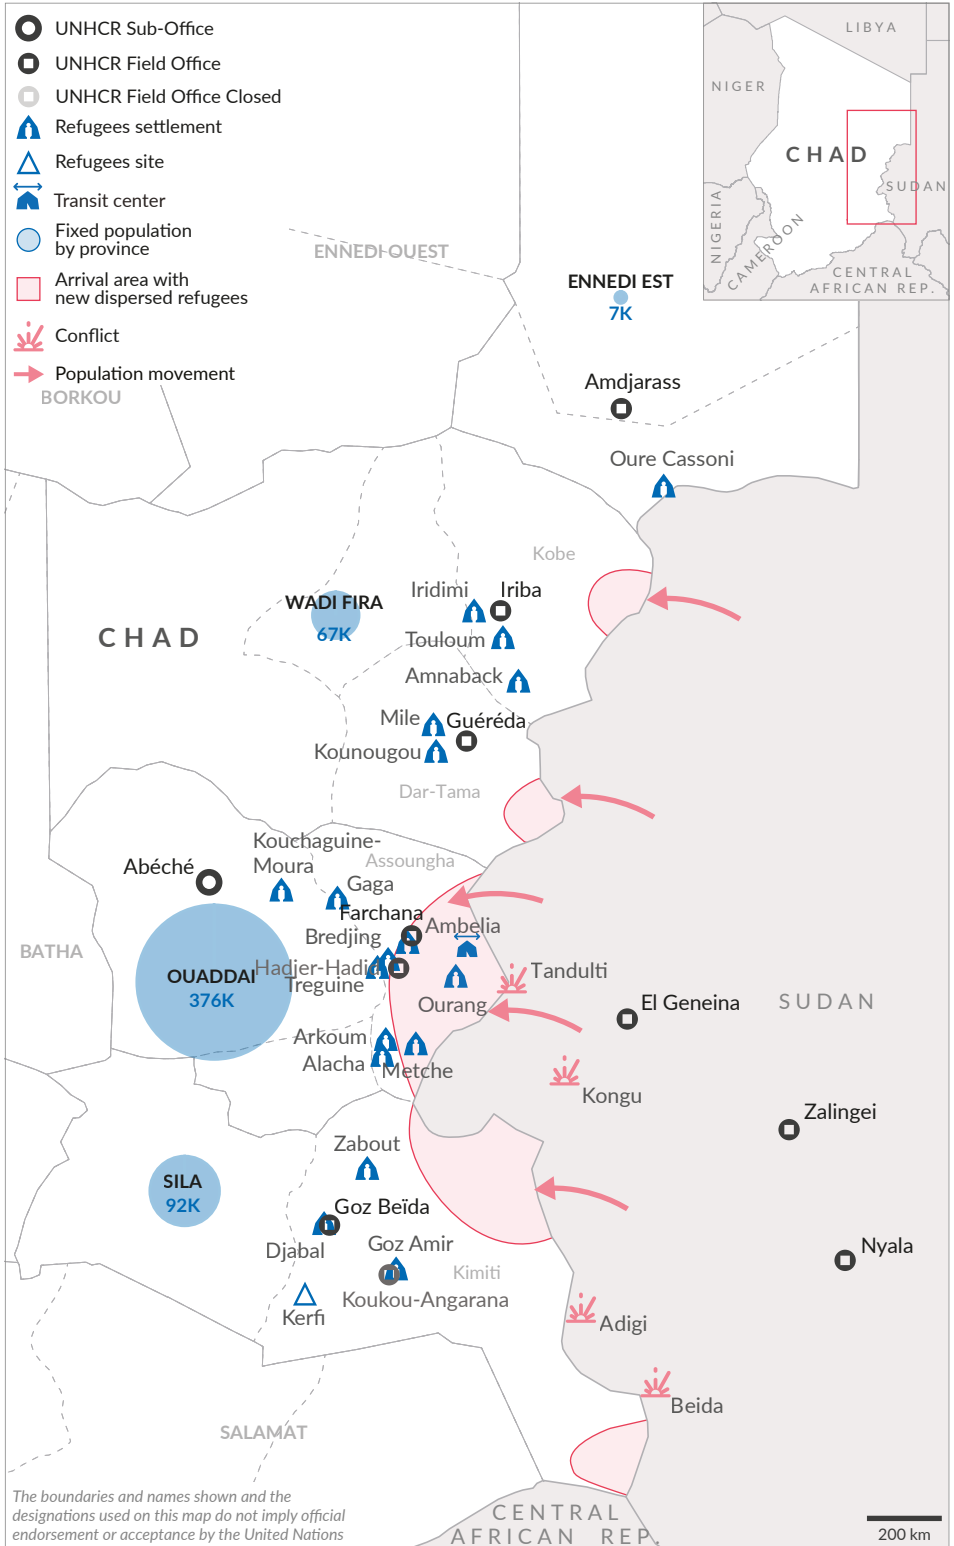 UNHCR Sub-Office
UNHCR Field Office
UNHCR Field Office Closed
Refugees settlement
Refugees site
Transit center
Fixed population
by province
Arrival area with
new dispersed refugees
Conflict
Population movement
LIBYA
NIGER
CHAD
SUDAN
NIGERIA
CAMEROON
CENTRAL
AFRICAN REP.
ENNEDI OUEST
ENNEDI EST
7K
BORKOU
Amdjarass
Oure Cassoni
Kobe
Iridimi
Iriba
WADI FIRA
67K
CHAD
Touloum
Amnaback
Mile
Guéréda
Kounougou
Dar-Tama
Kouchaguine-
Moura
Assoungha
Abéché
Gaga
Farchana
Ambelia
Bredjing
BATHA
OUADDAI
376K
Hadjer-Hadid
Treguine
Tandulti
Ourang
El Geneina
SUDAN
Arkoum
Alacha
Metche
Kongu
Zalingei
Zabout
SILA
92K
Goz Beïda
Djabal
Goz Amir
Nyala
Kimiti
Koukou-Angarana
Kerfi
Adigi
Beida
SALAMAT
The boundaries and names shown and the
designations used on this map do not imply official
endorsement or acceptance by the United Nations
CENTRAL
AFRICAN REP.
200 km